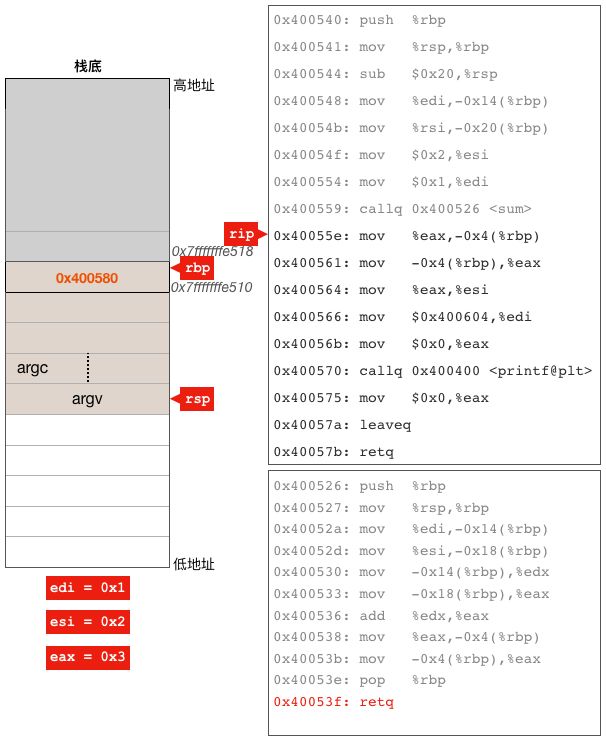 栈底
高地址
0x7fffffffe518
rbp
0x400580
0x7fffffffe510
argc
argv
rsp
低地址
edi = 0x1
esi = 0x2
eax = 0x3
rip
0x400540: push %rbp
0x400541: mov %rsp,%rbp
0x400544: sub $0x20,%rsp
0x400548: mov %edi,-0x14(%rbp)
0x40054b: mov %rsi,-0x20(%rbp)
0x40054f: mov $0x2,%esi
0x400554: mov $0x1,%edi
0x400559: callq 0x400526 <sum>
0x40055e: mov %eax,-0x4(%rbp)
0x400561: mov -0x4(%rbp),%eax
0x400564: mov %eax,%esi
0x400566: mov $0x400604,%edi
0x40056b: mov $0x0,%eax
0x400570: callq 0x400400 <printf@plt>
0x400575: mov $0x0,%eax
0x40057a: leaveq
0x40057b: retq
0x400526: push %rbp
0x400527: mov %rsp,%rbp
0x40052a: mov %edi,-0x14(%rbp)
0x40052d: mov %esi,-0x18(%rbp)
0x400530: mov -0x14(%rbp),%edx
0x400533: mov -0x18(%rbp),%eax
0x400536: add %edx,%eax
0x400538: mov %eax,-0x4(%rbp)
0x40053b: mov -0x4(%rbp),%eax
0x40053e: pop %rbp
0x40053f: retq